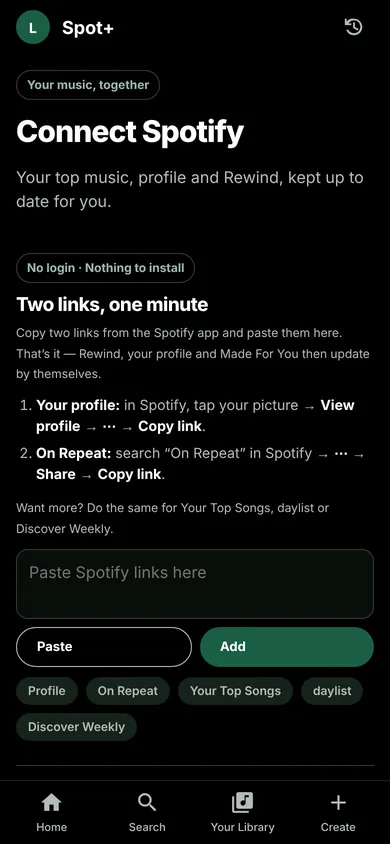 L
Spot+
Your music, together
Connect Spotify
Your top music, profile and Rewind, kept up to
date for you.
No login · Nothing to install
Two links, one minute
Copy two links from the Spotify app and paste them here.
That’s it — Rewind, your profile and Made For You then update
by themselves.
1. Your profile: in Spotify, tap your picture → View
profile → ··· → Copy link.
2. On Repeat: search “On Repeat” in Spotify → ··· →
Share → Copy link.
Want more? Do the same for Your Top Songs, daylist or
Discover Weekly.
Paste Spotify links here
Paste
Add
Profile
On Repeat
Your Top Songs
daylist
Discover Weekly
Home
Search
Your Library
Create